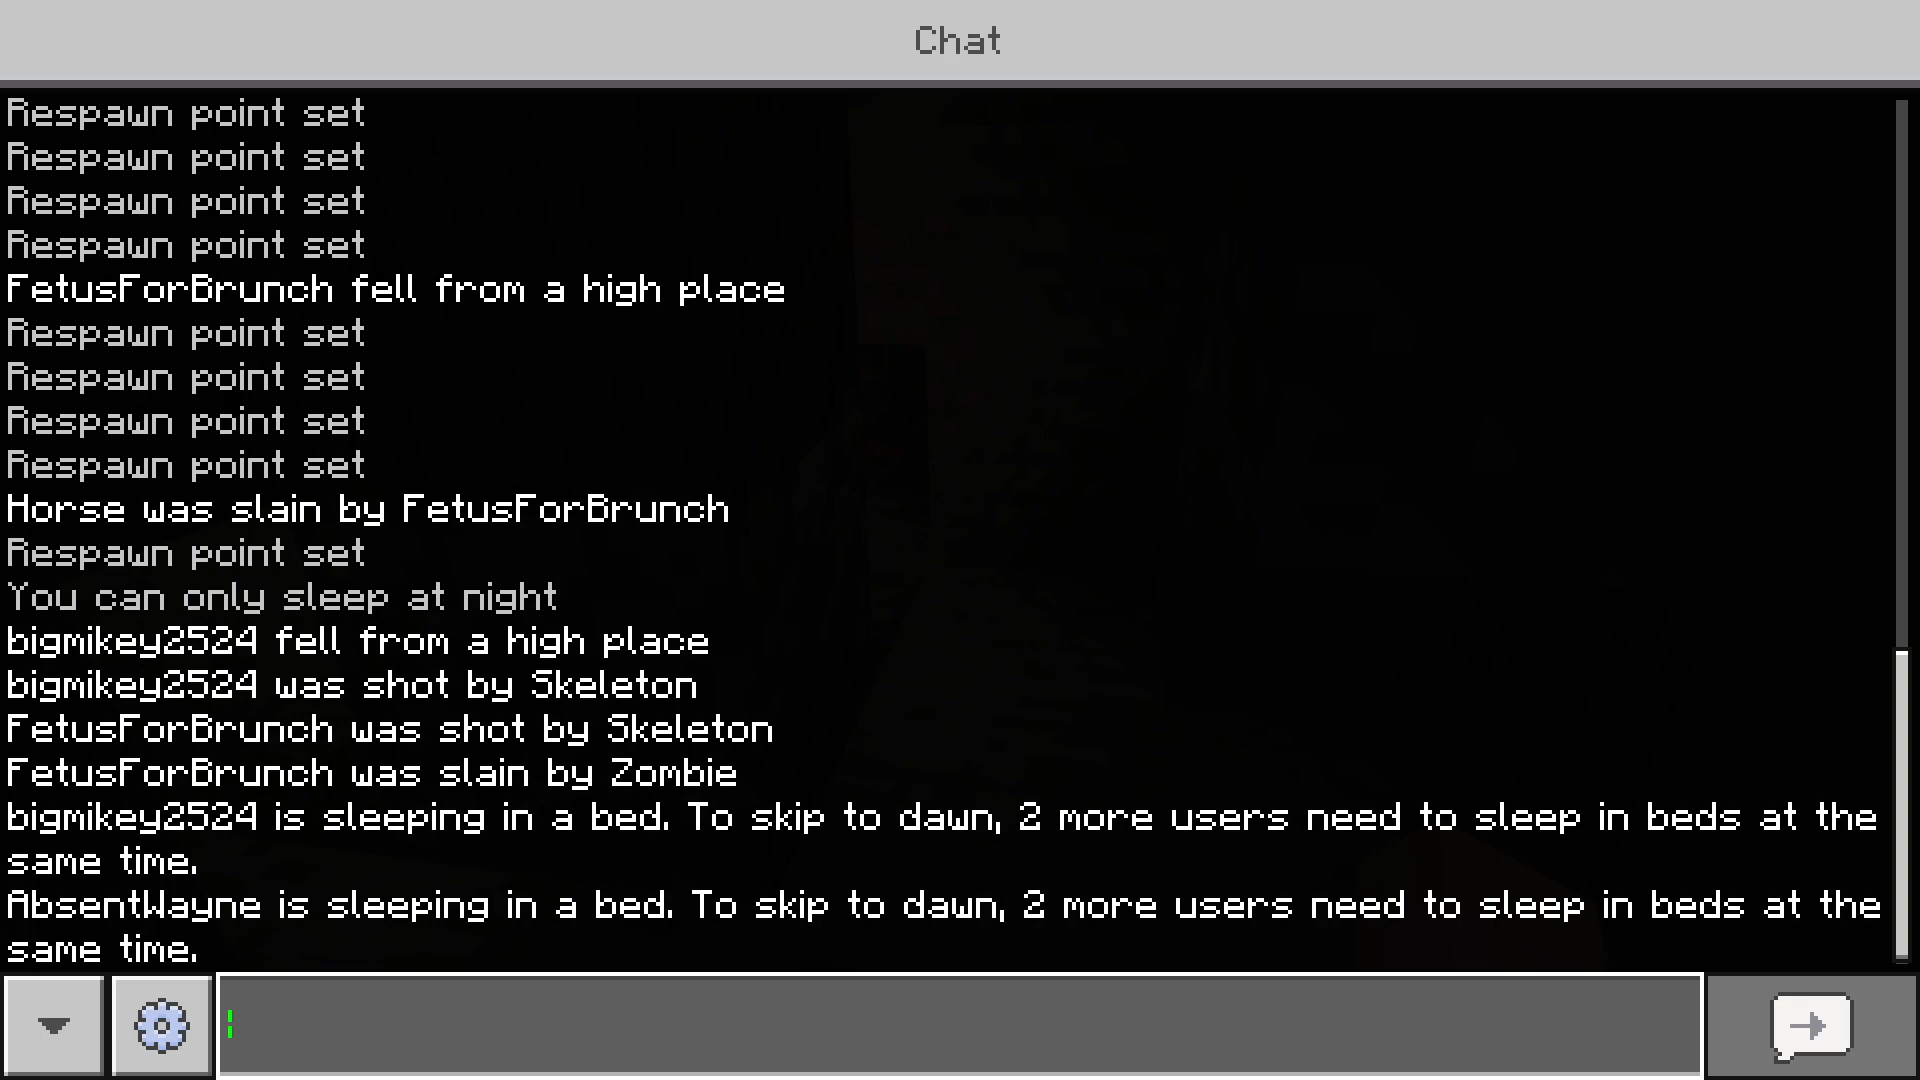 Chat
Respawn point set
Respawn point set
Respawn point set
Respawn point set
FetusForBrunch fell from a high place
Respawn point set
Respawn point set
Respawn point set
Respawn point set
Horse was slain by FetusForBrunch
Respawn point set
You can only sleep at night
bigmikey2524 fell from a high place
bigmikey2524 was shot by Skeleton
FetusForBrunch was shot by Skeleton
FetusForBrunch was slain by Zombie
bigmikey2524 is sleeping in a bed. To skip to dawn, 2 more users need to sleep in beds at the
same time.
AbsentWayne is sleeping in a bed. To skip to dawn, 2 more users need to sleep in beds at the
same time.